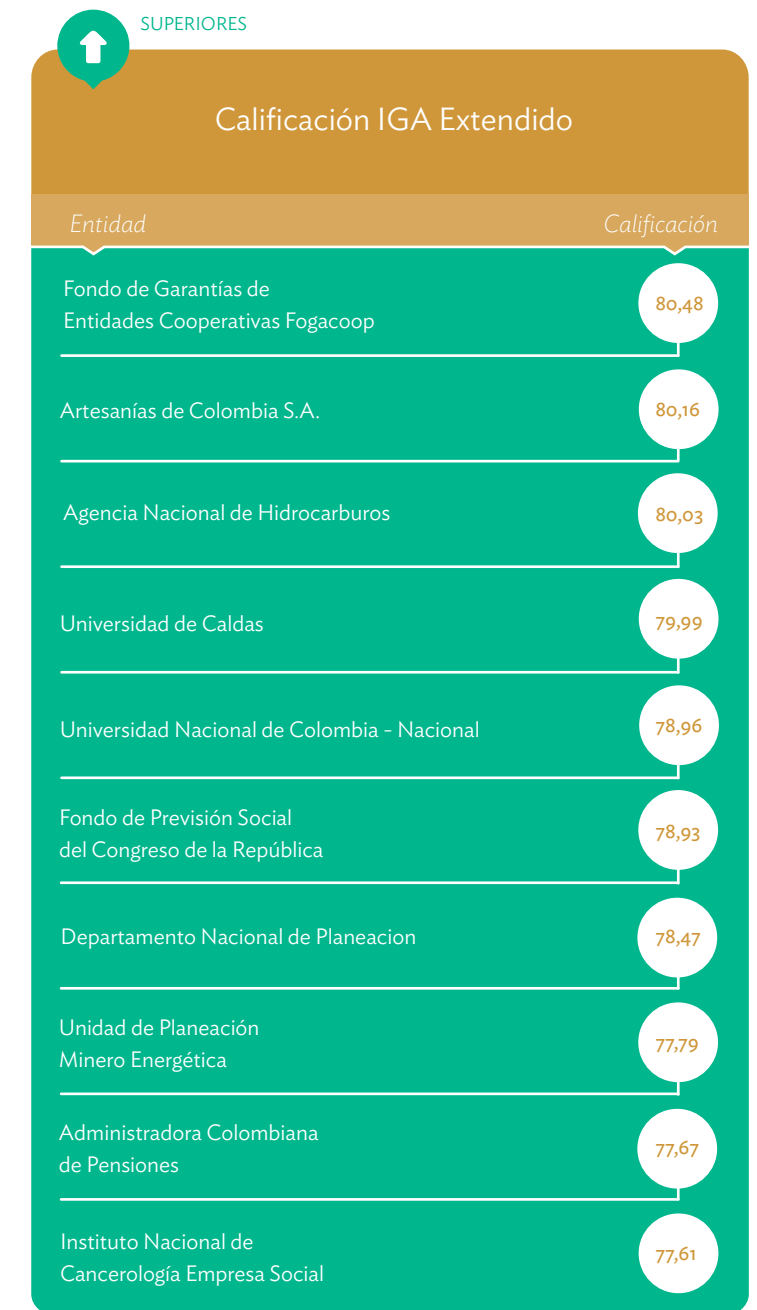 SUPERIORES
Calificación IGA Extendido
Entidad Calificación
Fondo de Garantías de
Entidades Cooperativas Fogacoop
80,48
Artesanías de Colombia S.A.
80,16
Agencia Nacional de Hidrocarburos
80,03
Universidad de Caldas
79,99
Universidad Nacional de Colombia - Nacional
78,96
Fondo de Previsión Social
del Congreso de la República
78,93
Departamento Nacional de Planeacion
78,47
Unidad de Planeación
Minero Energética
77,79
Administradora Colombiana
de Pensiones
77,67
Instituto Nacional de
Cancerología Empresa Social
77,61